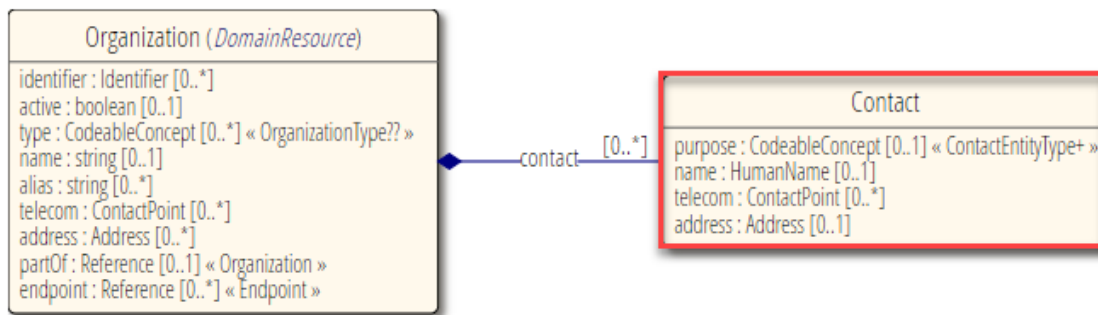 Organization (DomainResource)
identifier : Identifier [0..*]
active : boolean [0..1]
type : CodeableConcept [0..*] « OrganizationType?? »
name : string [0..1]
alias : string [0..*]
telecom : ContactPoint [0..*]
address : Address [0..*]
partOf : Reference [0..1] « Organization »
endpoint : Reference [0..*] « Endpoint »
contact [0..*]
Contact
purpose : CodeableConcept [0..1] « ContactEntityType+ »
name : HumanName [0..1]
telecom : ContactPoint [0..*]
address : Address [0..1]